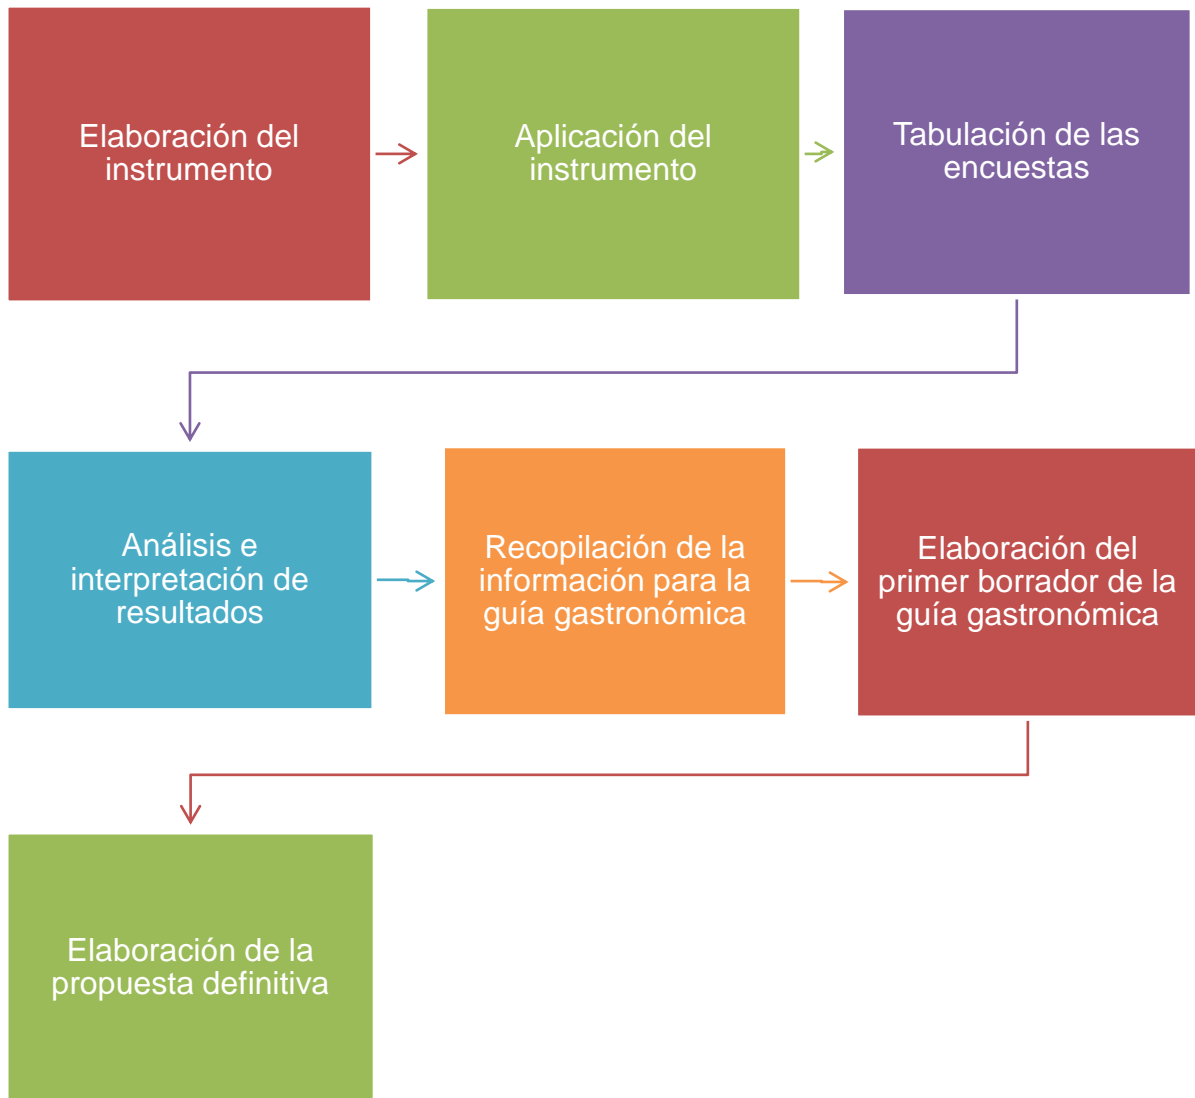 Elaboración del
instrumento
Aplicación del
instrumento
Tabulación de las
encuestas
Análisis e
interpretación de
resultados
Recopilación de la
información para la
guía gastronómica
Elaboración del
primer borrador de la
guía gastronómica
Elaboración de la
propuesta definitiva